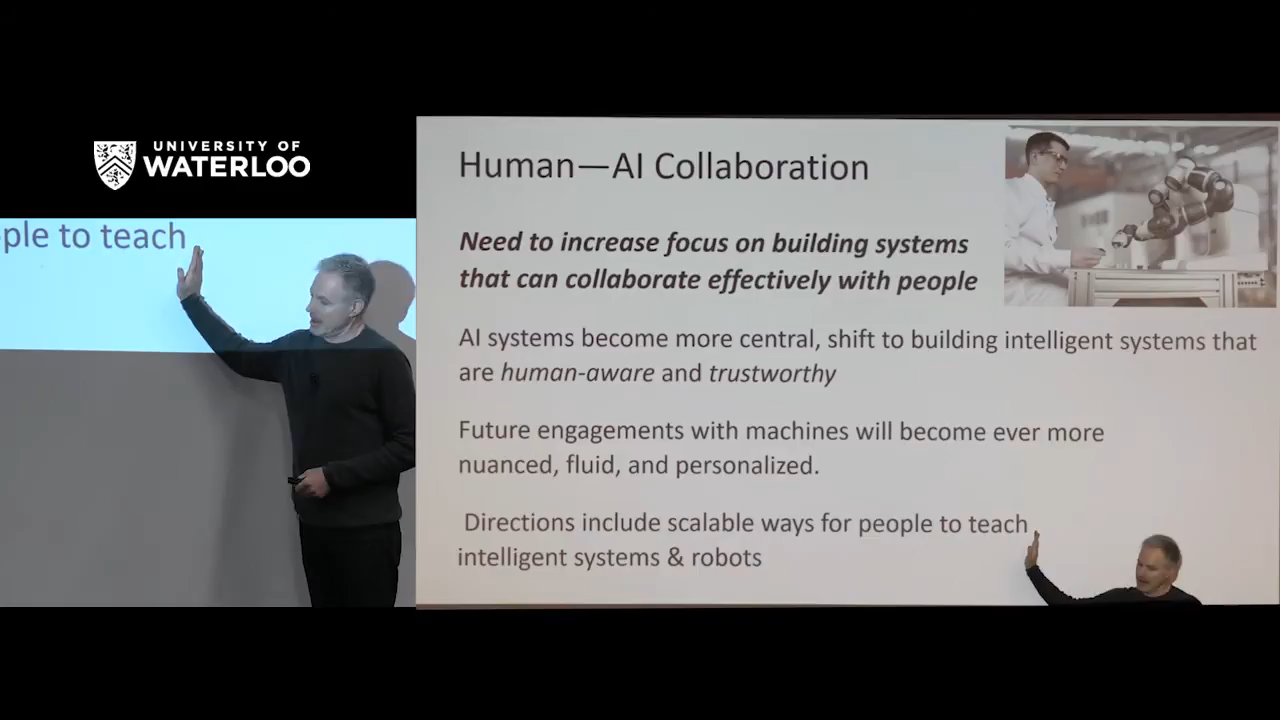 UNIVERSITY OF
WATERLOO
ple to teach
Human—AI Collaboration
Need to increase focus on building systems
that can collaborate effectively with people
AI systems become more central, shift to building intelligent systems that
are human-aware and trustworthy
Future engagements with machines will become ever more
nuanced, fluid, and personalized.
Directions include scalable ways for people to teach
intelligent systems & robots